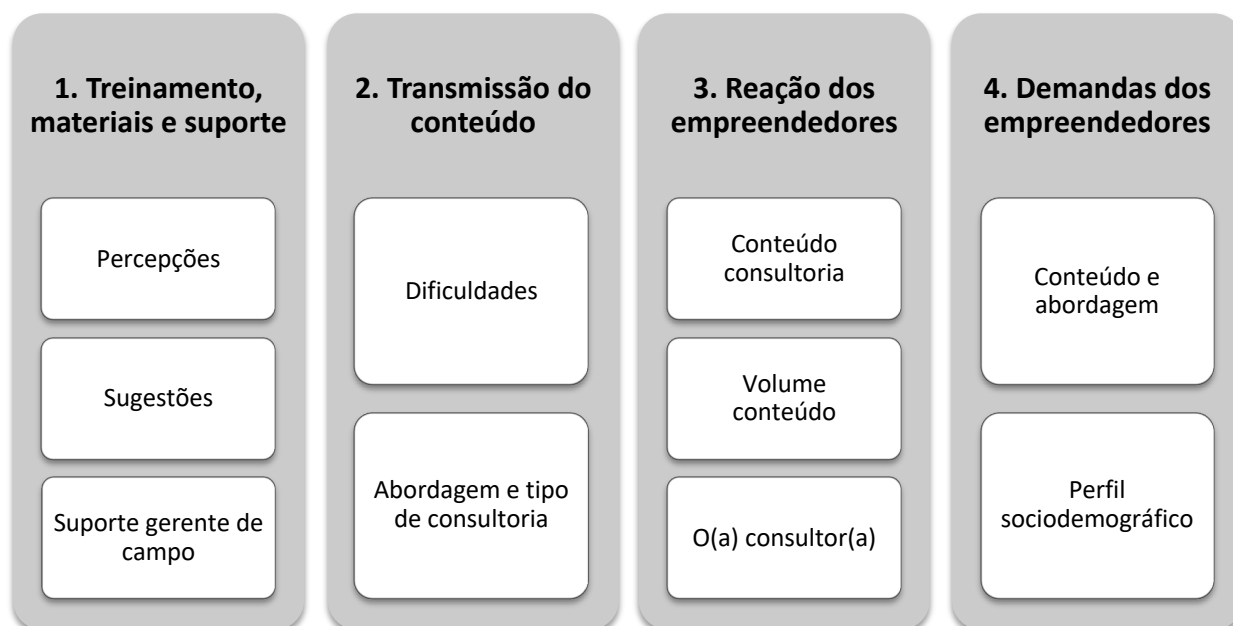 1. Treinamento,
materiais e suporte
Percepções
Sugestões
Suporte gerente de
campo
2. Transmissão do
conteúdo
Dificuldades
Abordagem e tipo
de consultoria
3. Reação dos
empreendedores
Conteúdo
consultoria
Volume
conteúdo
O(a) consultor(a)
4. Demandas dos
empreendedores
Conteúdo e
abordagem
Perfil
sociodemográfico